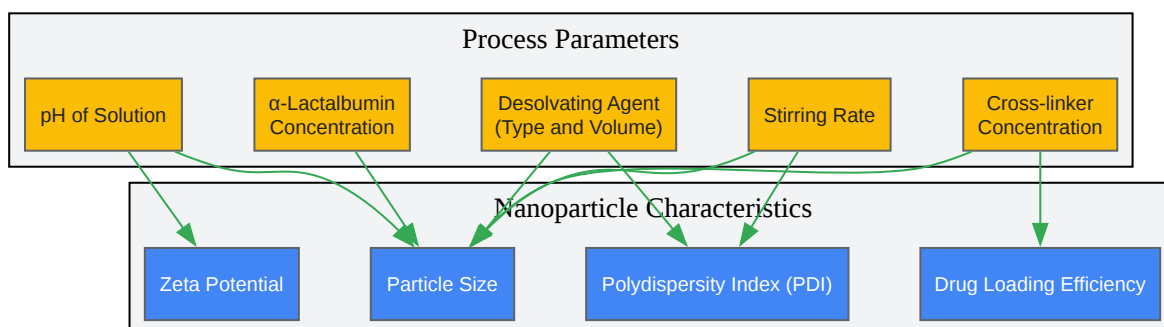 Process Parameters
pH of Solution
α-Lactalbumin
Concentration
Desolvating Agent
(Type and Volume)
Stirring Rate
Cross-linker
Concentration
Nanoparticle Characteristics
Zeta Potential
Particle Size
Polydispersity Index (PDI)
Drug Loading Efficiency